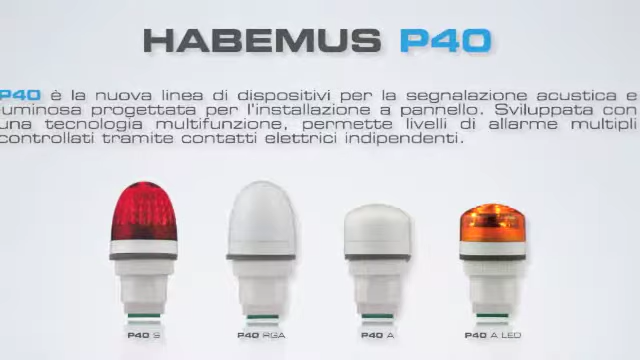 HABEMUS P40
P40 è la nuova linea di dispositivi per la segnalazione acustica e
luminosa progettata per l'installazione a pannello. Sviluppata con
una tecnologia multifunzione, permette livelli di allarme multipli
controllati tramite contatti elettrici indipendenti.
P40 S P40 RGA P40 A P40 A LED